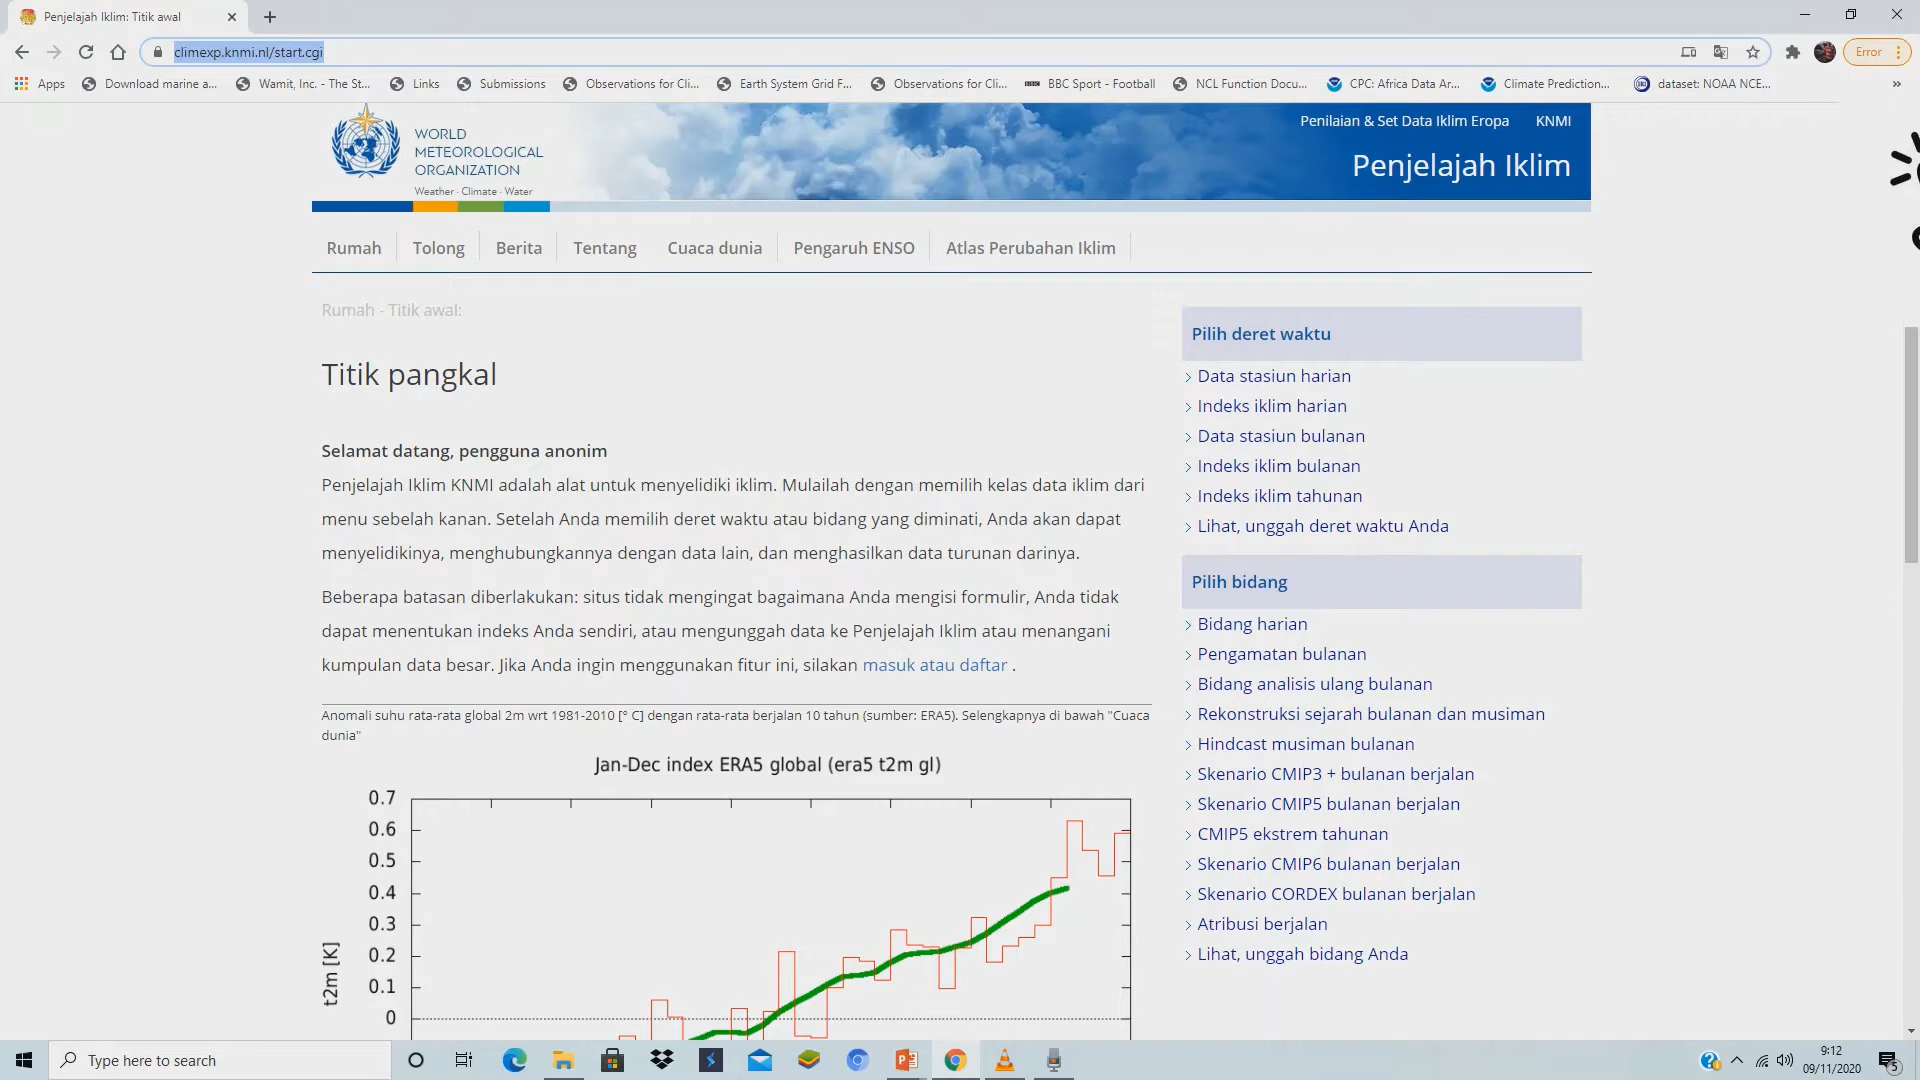 Penjelajah Iklim: Titik awal
climexp.knmi.nl/start.cgi
Error
Apps
Download marine a...
Wamit, Inc. - The St...
Links
Submissions
Observations for Cli...
Earth System Grid F...
Observations for Cli...
BBC BBC Sport - Football
NCL Function Docu...
CPC: Africa Data Ar...
Climate Prediction...
dataset: NOAA NCE...
WORLD
METEOROLOGICAL
ORGANIZATION
Weather · Climate · Water
Penilaian & Set Data Iklim Eropa KNMI
Penjelajah Iklim
Rumah
Tolong
Berita
Tentang
Cuaca dunia
Pengaruh ENSO
Atlas Perubahan Iklim
Rumah - Titik awal:
Titik pangkal
Selamat datang, pengguna anonim
Penjelajah Iklim KNMI adalah alat untuk menyelidiki iklim. Mulailah dengan memilih kelas data iklim dari
menu sebelah kanan. Setelah Anda memilih deret waktu atau bidang yang diminati, Anda akan dapat
menyelidikinya, menghubungkannya dengan data lain, dan menghasilkan data turunan darinya.
Beberapa batasan diberlakukan: situs tidak mengingat bagaimana Anda mengisi formulir, Anda tidak
dapat menentukan indeks Anda sendiri, atau mengunggah data ke Penjelajah Iklim atau menangani
kumpulan data besar. Jika Anda ingin menggunakan fitur ini, silakan masuk atau daftar .
Anomali suhu rata-rata global 2m wrt 1981-2010 [° C] dengan rata-rata berjalan 10 tahun (sumber: ERA5). Selengkapnya di bawah "Cuaca
dunia"
Jan-Dec index ERA5 global (era5 t2m gl)
0.7
0.6
0.5
0.4
0.3
0.2
0.1
0
t2m [K]
Pilih deret waktu
Data stasiun harian
Indeks iklim harian
Data stasiun bulanan
Indeks iklim bulanan
Indeks iklim tahunan
Lihat, unggah deret waktu Anda
Pilih bidang
Bidang harian
Pengamatan bulanan
Bidang analisis ulang bulanan
Rekonstruksi sejarah bulanan dan musiman
Hindcast musiman bulanan
Skenario CMIP3 + bulanan berjalan
Skenario CMIP5 bulanan berjalan
CMIP5 ekstrem tahunan
Skenario CMIP6 bulanan berjalan
Skenario CORDEX bulanan berjalan
Atribusi berjalan
Lihat, unggah bidang Anda
Type here to search
9:12
09/11/2020
5